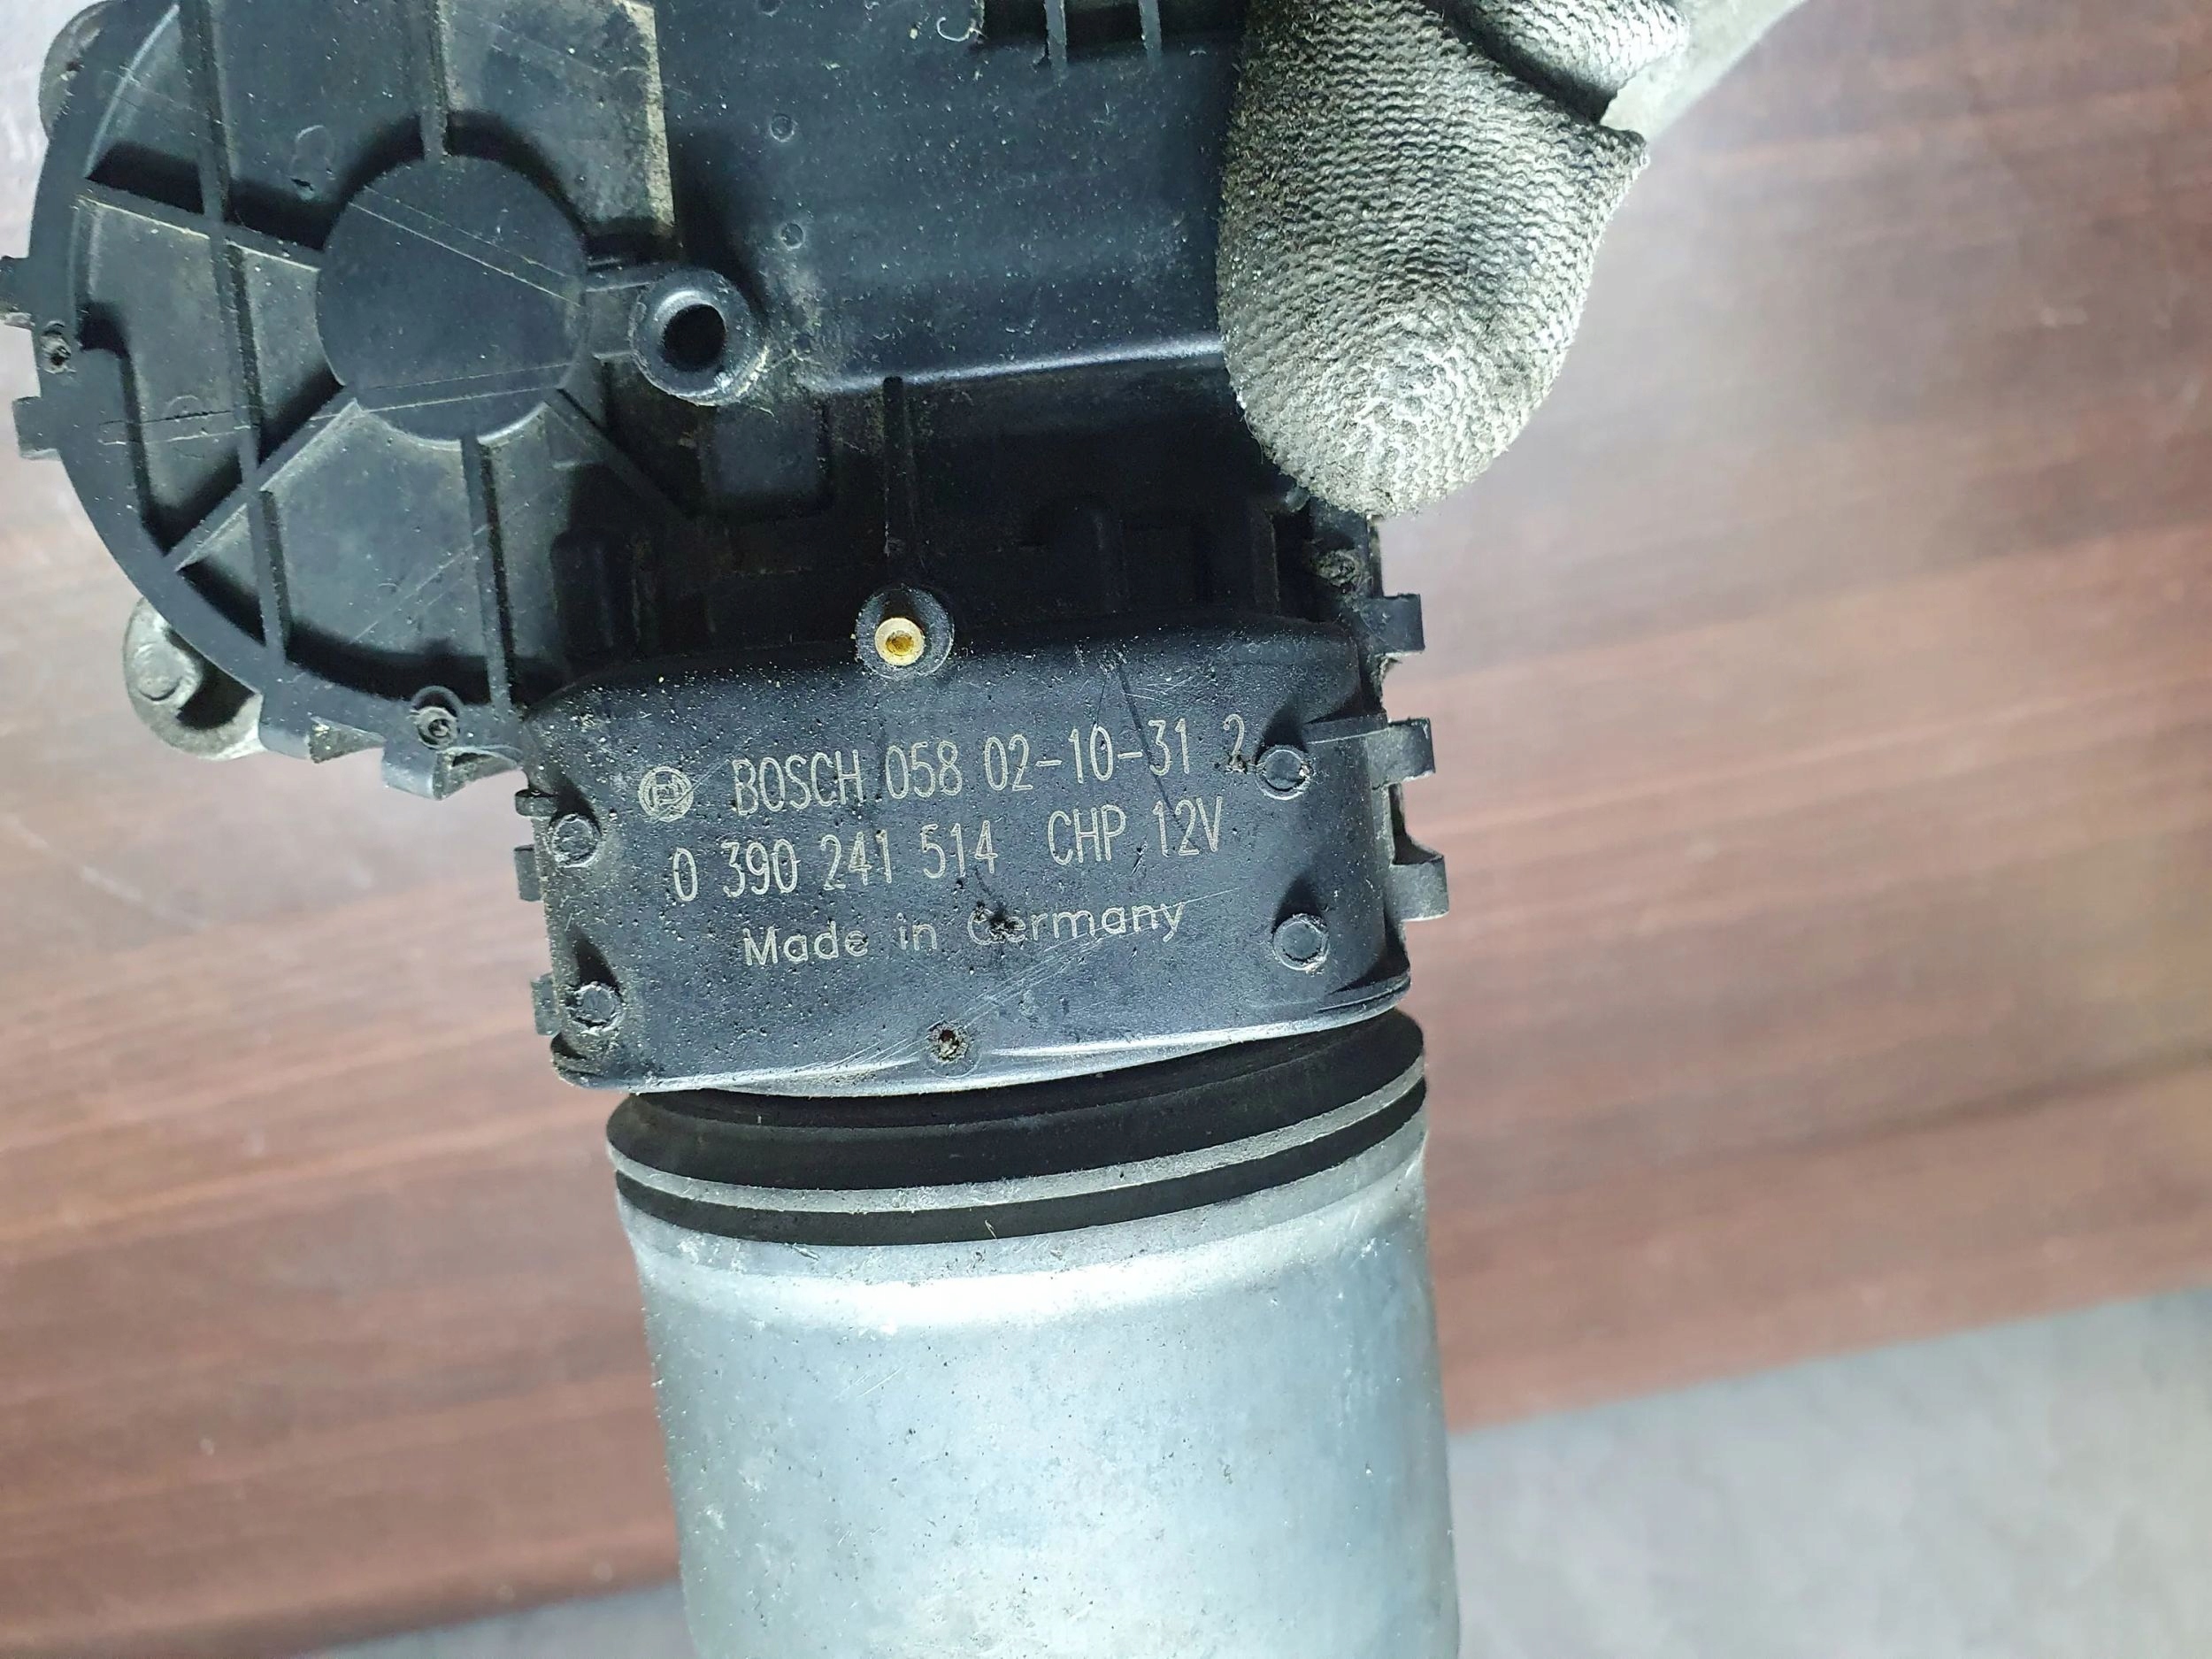 BOSCH 058 02-10-31 2
0 390 241 514 CHP 12V
Made in Germany